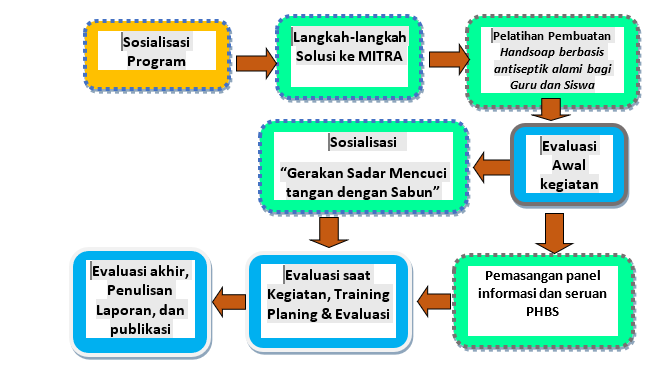 Sosialisasi
Program
Langkah-langkah
Solusi ke MITRA
Pelatihan Pembuatan
Handsoap berbasis
antiseptik alami bagi
Guru dan Siswa
Evaluasi
Awal
kegiatan
Sosialisasi
“Gerakan Sadar Mencuci
tangan dengan Sabun”
Pemasangan panel
informasi dan seruan
PHBS
Evaluasi saat
Kegiatan, Training
Planing & Evaluasi
Evaluasi akhir,
Penulisan
Laporan, dan
publikasi